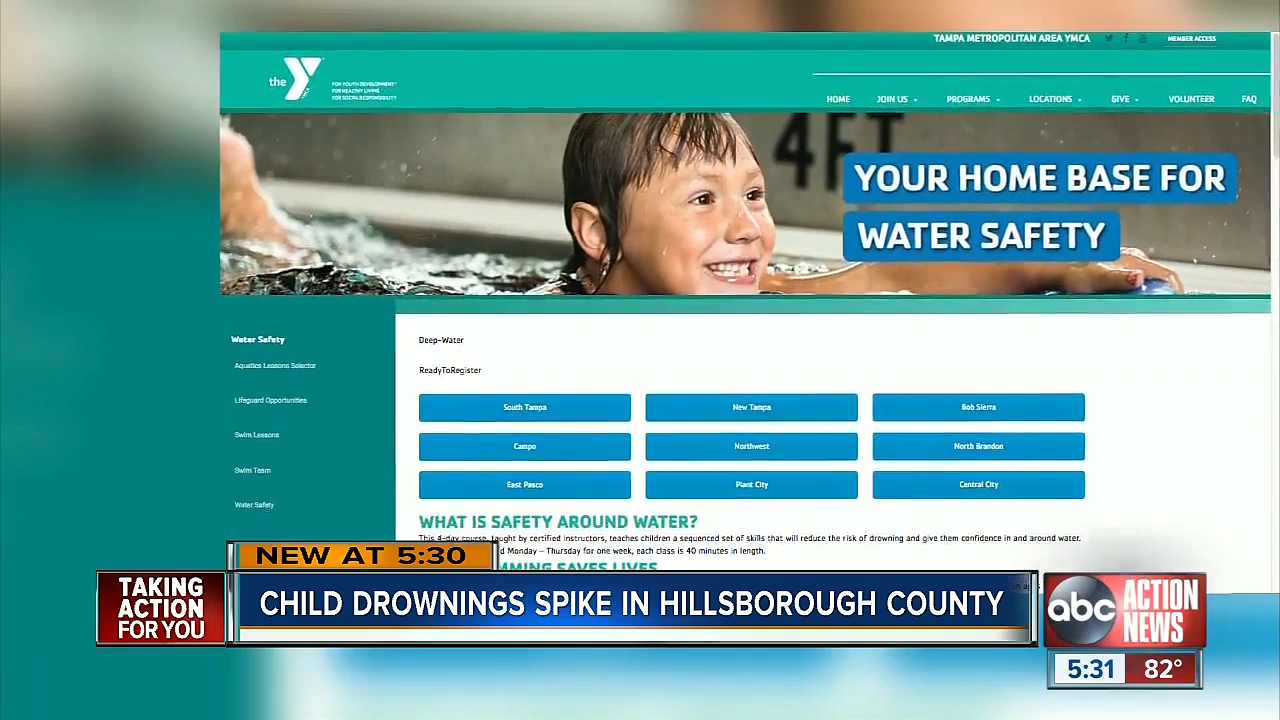 TAMPA METROPOLITAN AREA YMCA
MEMBER ACCESS
the
FOR YOUTH DEVELOPMENT
FOR HEALTHY LIVING
FOR SOCIAL RESPONSIBILITY
HOME
JOIN US
PROGRAMS
LOCATIONS
GIVE
VOLUNTEER
FAQ
4FT
YOUR HOME BASE FOR
WATER SAFETY
Water Safety
Aquatics Lessons Selector
Lifeguard Opportunities
Swim Lessons
Swim Team
Water Safety
Deep-Water
ReadyToRegister
South Tampa
New Tampa
Bob Sierra
Campo
Northwest
North Brandon
East Pasco
Plant City
Central City
WHAT IS SAFETY AROUND WATER?
This 4-day course, taught by certified instructors, teaches children a sequenced set of skills that will reduce the risk of drowning and give them confidence in and around water.
Monday – Thursday for one week, each class is 40 minutes in length.
SAVES LIVES
NEW AT 5:30
TAKING
ACTION
FOR YOU
CHILD DROWNINGS SPIKE IN HILLSBOROUGH COUNTY
abc
ACTION
NEWS
5:31
82°